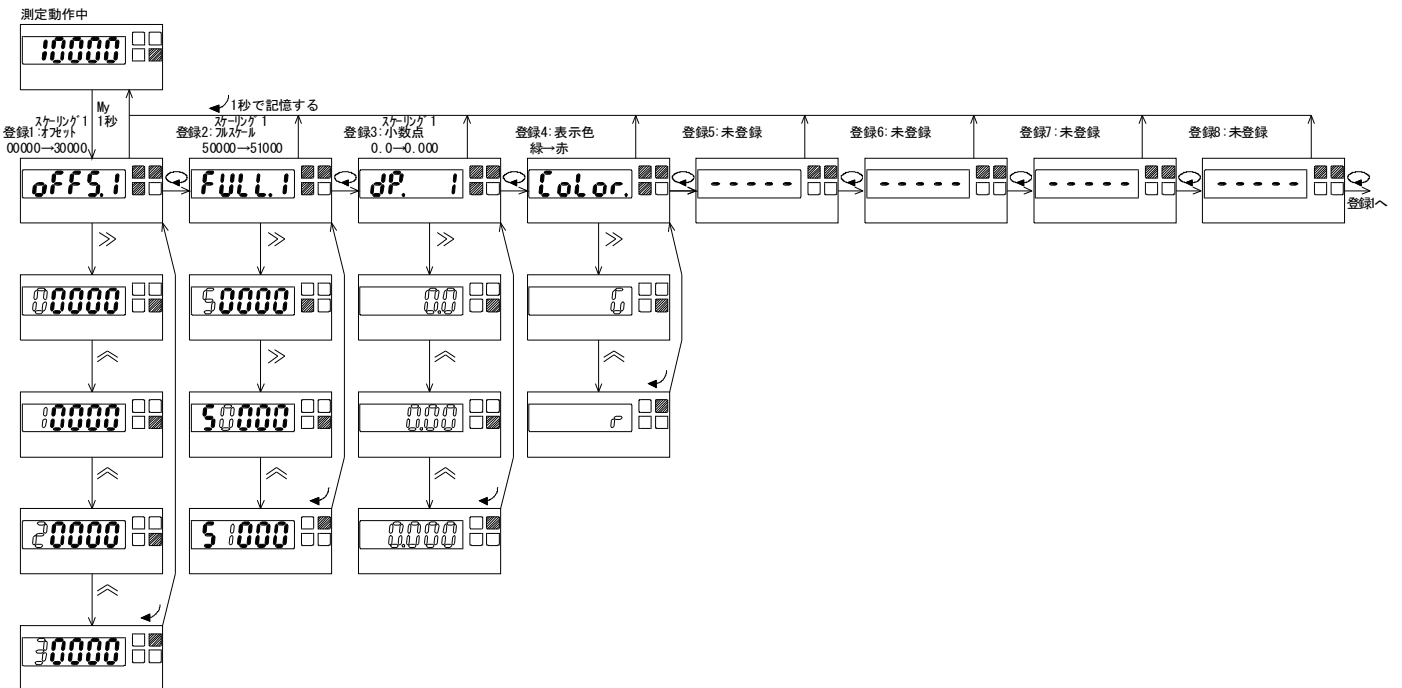 測定動作中
10000
My
1秒
1秒で記憶する
スケーリング1
登録1:オフセット
00000→30000
スケーリング1
登録2:フルスケール
50000→51000
スケーリング1
登録3:小数点
0.0→0.000
登録4:表示色
緑→赤
登録5:未登録
登録6:未登録
登録7:未登録
登録8:未登録
oFFS.1
FULL.1
dP. 1
CoLor.
-----
-----
-----
-----
登録1へ
00000
50000
0.0
G
10000
50000
0.00
r
20000
51000
0.000
30000